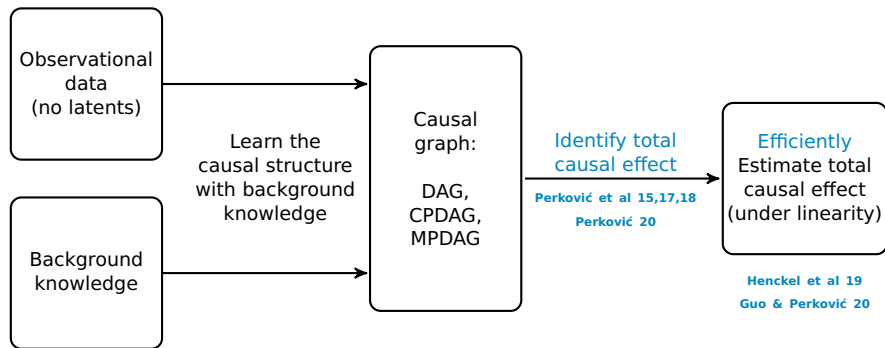 Observational
data
(no latents)
Background
knowledge
Learn the
causal structure
with background
knowledge
Causal
graph:
DAG,
CPDAG,
MPDAG
Identify total
causal effect
Perković et al 15,17,18
Perković 20
Efficiently
Estimate total
causal effect
(under linearity)
Henckel et al 19
Guo & Perković 20